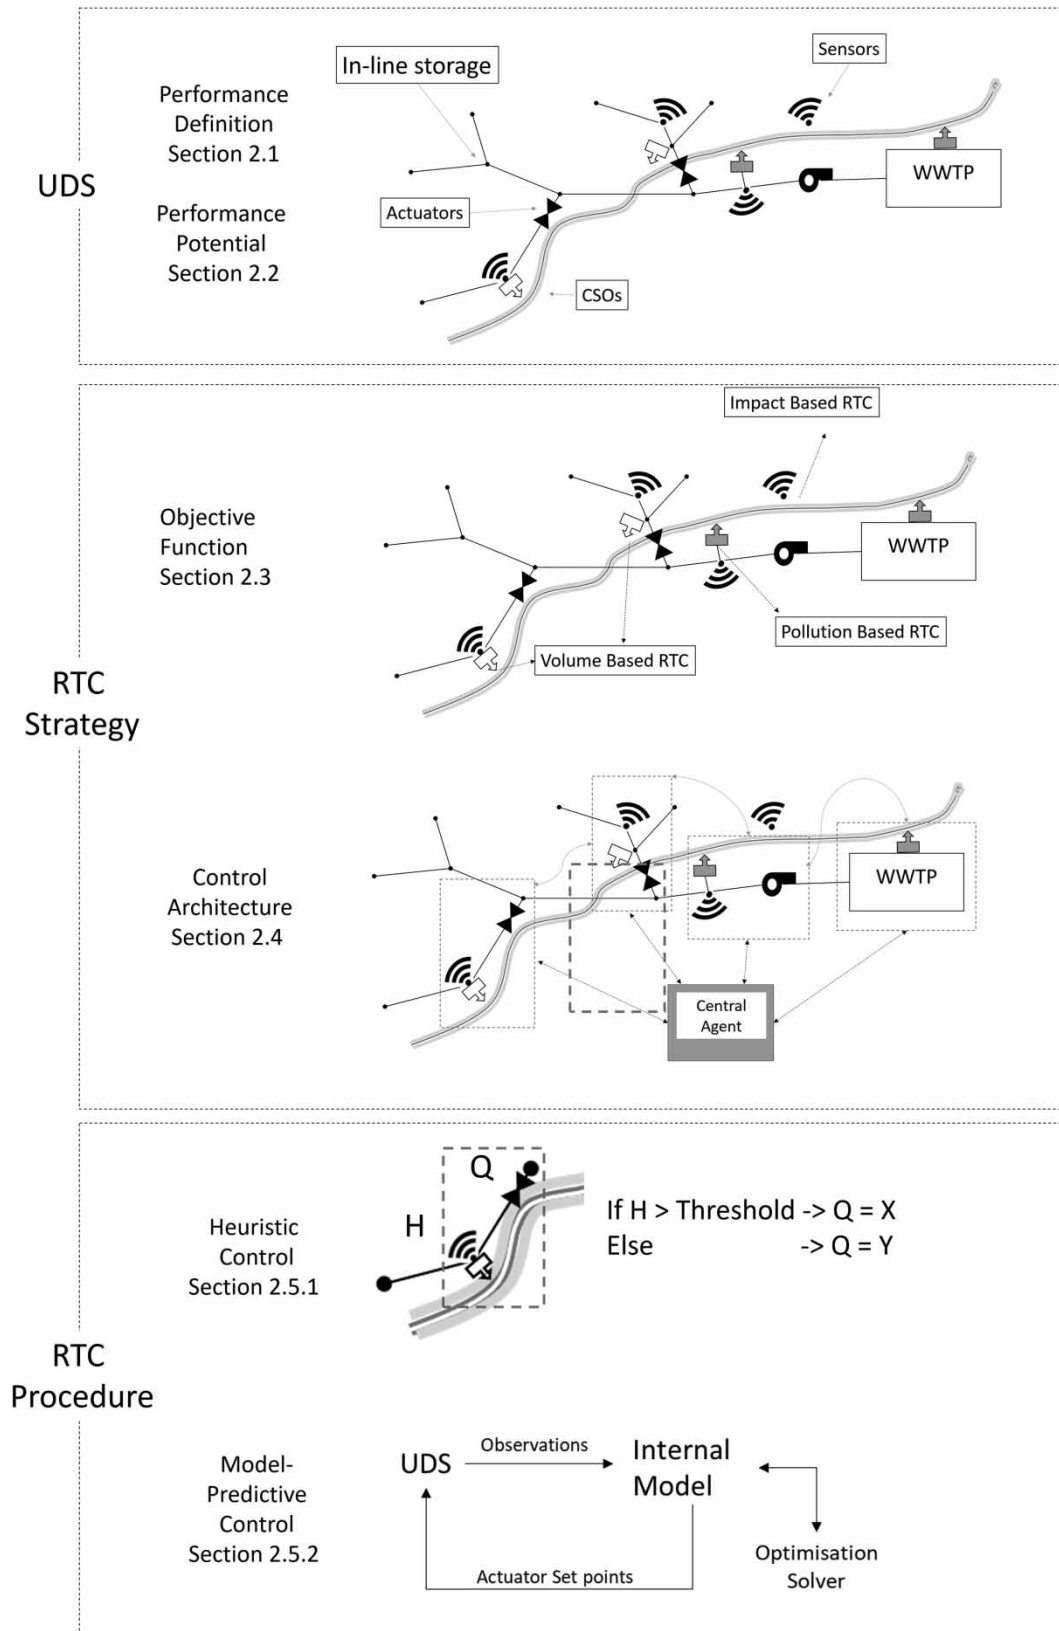 UDS
Performance
Definition
Section 2.1
Performance
Potential
Section 2.2
In-line storage
Sensors
Actuators
CSOs
WWTP
RTC
Strategy
Objective
Function
Section 2.3
Impact Based RTC
WWTP
Pollution Based RTC
Volume Based RTC
Control
Architecture
Section 2.4
WWTP
Central
Agent
RTC
Procedure
Heuristic
Control
Section 2.5.1
Q
H
If H > Threshold -> Q = X
Else -> Q = Y
Model-
Predictive
Control
Section 2.5.2
UDS
Observations
Internal
Model
Actuator Set points
Optimisation
Solver